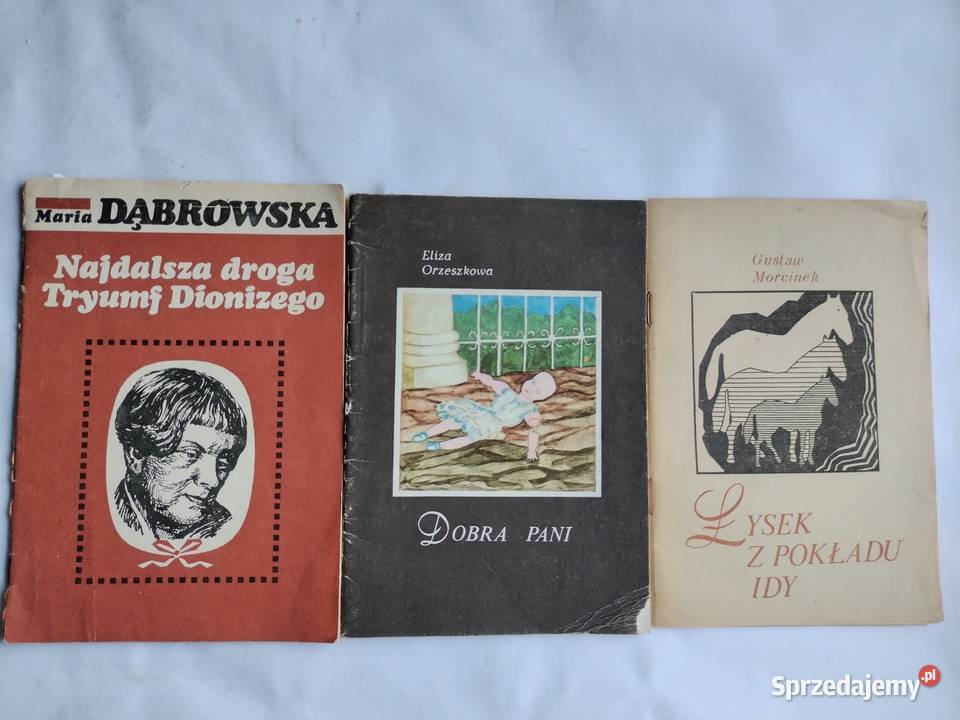 Maria DĄBROWSKA
Najdalsza droga
Tryumf Dionizego
Eliza
Orzeszkowa
DOBRA PANI
Gustaw
Morcinek
ŁYSEK
Z POKŁADU
IDY
Sprzedajemy.pl